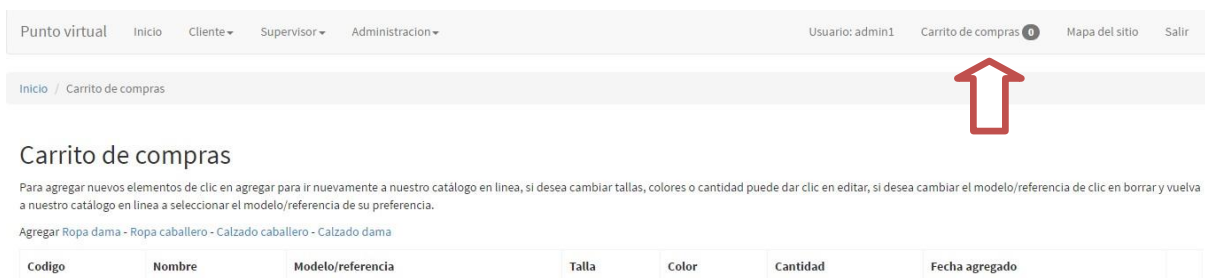 Punto virtual Inicio Cliente Supervisor Administracion Usuario: admin1 Carrito de compras 0 Mapa del sitio Salir
Inicio / Carrito de compras
Carrito de compras
Para agregar nuevos elementos de clic en agregar para ir nuevamente a nuestro catálogo en linea, si desea cambiar tallas, colores o cantidad puede dar clic en editar, si desea cambiar el modelo/referencia de clic en borrar y vuelva
a nuestro catálogo en linea a seleccionar el modelo/referencia de su preferencia.
Agregar Ropa dama - Ropa caballero - Calzado caballero - Calzado dama
Codigo Nombre Modelo/referencia Talla Color Cantidad Fecha agregado